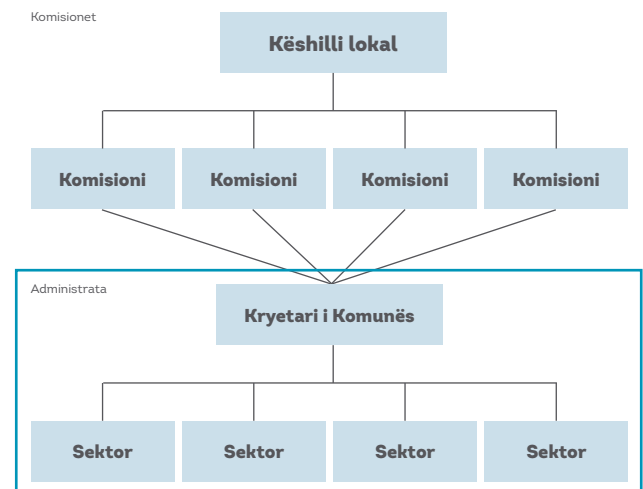 Komisionet
Këshilli lokal
Komisioni
Komisioni
Komisioni
Komisioni
Administrata
Kryetari i Komunës
Sektor
Sektor
Sektor
Sektor